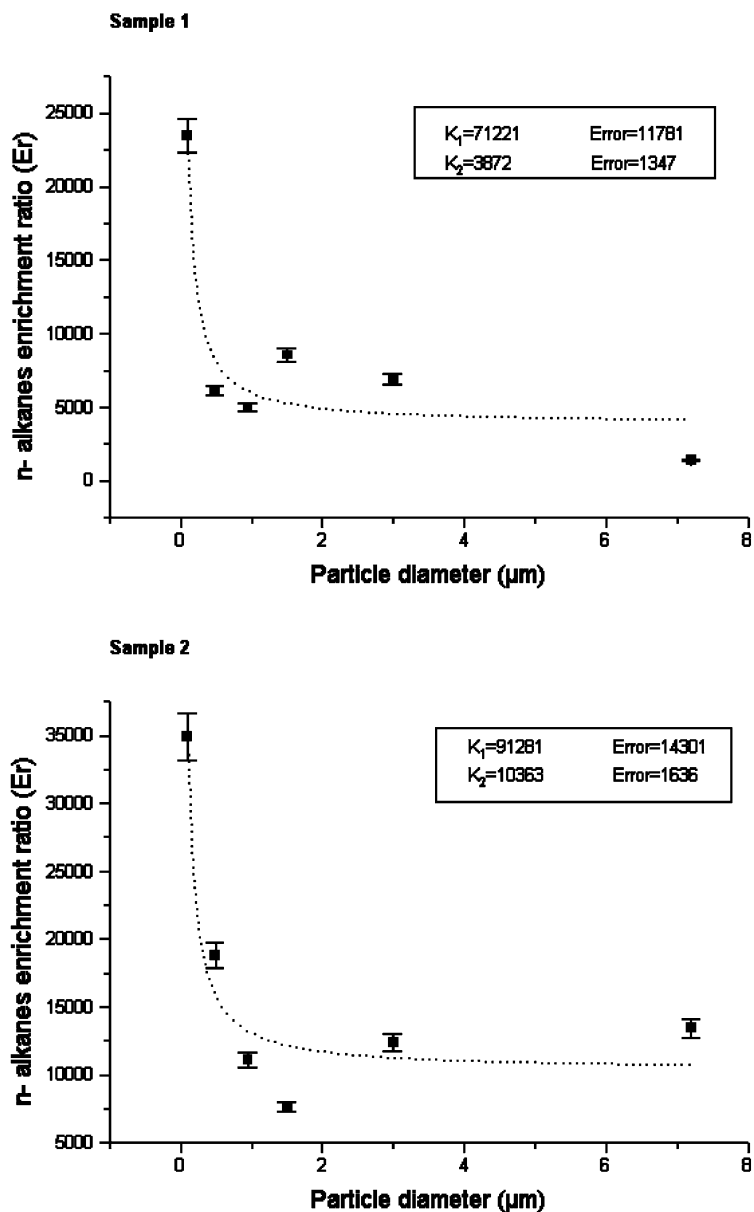 Sample 1
n- alkanes enrichment ratio (Er)
25000
20000
15000
10000
5000
0
K₁=71221 Error=11781
K₂=3872 Error=1347
0 2 4 6 8
Particle diameter (µm)
Sample 2
n- alkanes enrichment ratio (Er)
35000
30000
25000
20000
15000
10000
5000
K₁=91281 Error=14301
K₂=10363 Error=1636
0 2 4 6 8
Particle diameter (µm)